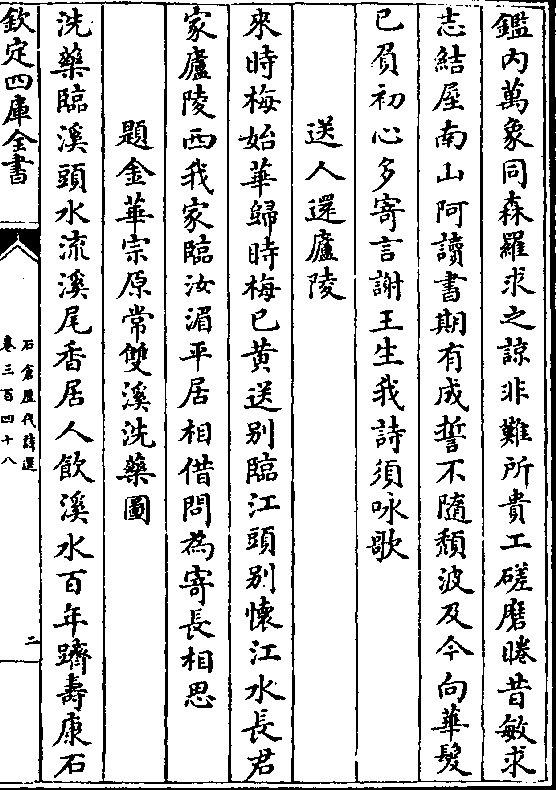 鑑内萬象同森羅求之諒非難所貴工磋磨睠昔敏求
志結屋南山阿讀書期有成誓不隨頽波及今向華髮
已負初心多寄言謝王生我詩須咏歌
送人還廬陵
來時梅始華歸時梅已黄送别臨江頭别懷江水長君
家廬陵西我家臨汝湄平居相借問為寄長相思
題金華宗原常雙溪洗藥圖
洗藥臨溪頭水流溪尾香居人飲溪水百年躋壽康石
欽定四庫全書
石倉歴代詩選
卷三百四十八
二